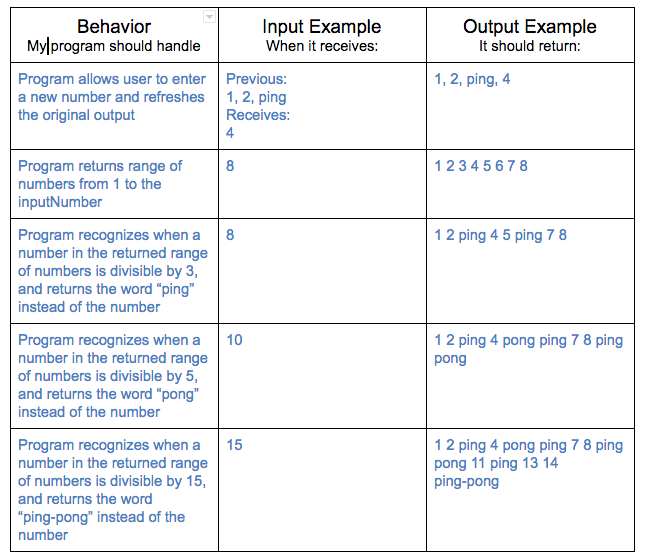 Behavior
My program should handle
Input Example
When it receives:
Output Example
It should return:
Program allows user to enter
a new number and refreshes
the original output
Previous:
1, 2, ping
Receives:
4
1, 2, ping, 4
Program returns range of
numbers from 1 to the
inputNumber
8
1 2 3 4 5 6 7 8
Program recognizes when a
number in the returned range
of numbers is divisible by 3,
and returns the word “ping”
instead of the number
8
1 2 ping 4 5 ping 7 8
Program recognizes when a
number in the returned range
of numbers is divisible by 5,
and returns the word “pong”
instead of the number
10
1 2 ping 4 pong ping 7 8 ping
pong
Program recognizes when a
number in the returned range
of numbers is divisible by 15,
and returns the word
“ping-pong” instead of the
number
15
1 2 ping 4 pong ping 7 8 ping
pong 11 ping 13 14
ping-pong